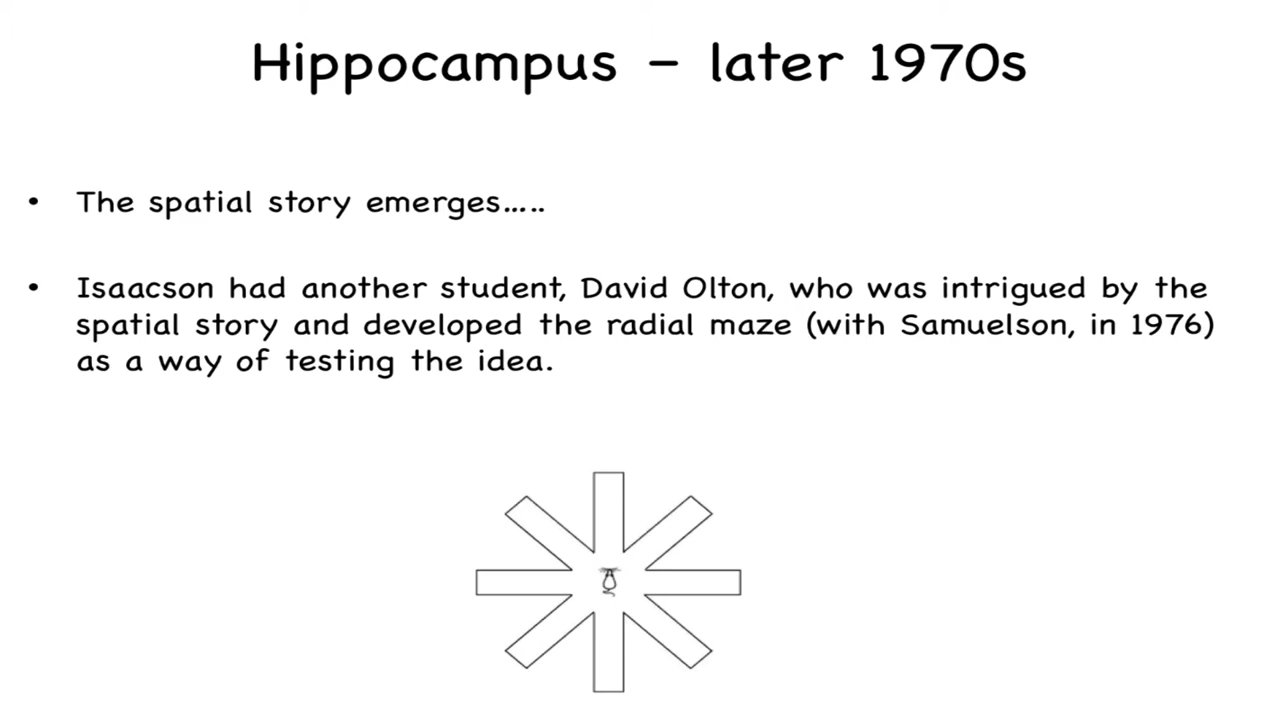 Hippocampus – later 1970s
• The spatial story emerges.....
• Isaacson had another student, David Olton, who was intrigued by the
spatial story and developed the radial maze (with Samuelson, in 1976)
as a way of testing the idea.